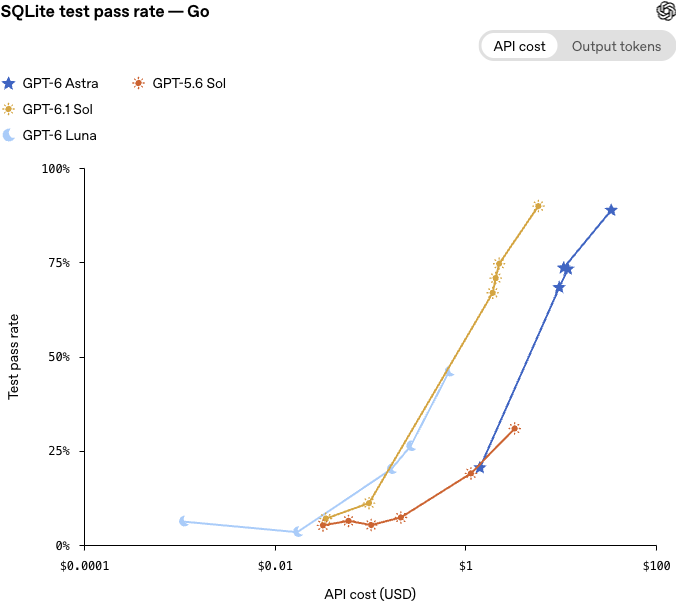 SQLite test pass rate — Go
API cost
Output tokens
GPT-6 Astra
GPT-5.6 Sol
GPT-6.1 Sol
GPT-6 Luna
100%
75%
50%
25%
0%
Test pass rate
$0.0001
$0.01
$1
$100
API cost (USD)